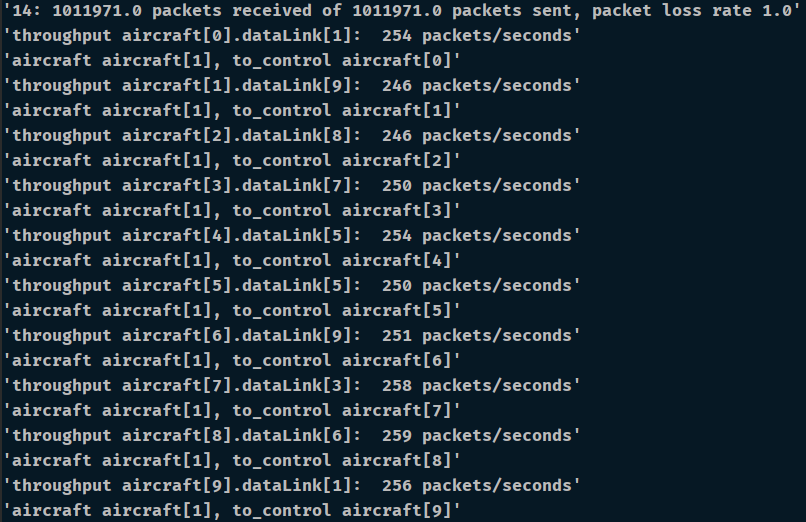 '14: 1011971.0 packets received of 1011971.0 packets sent, packet loss rate 1.0'
'throughput aircraft[0].dataLink[1]:  254 packets/seconds'
'aircraft aircraft[1], to_control aircraft[0]'
'throughput aircraft[1].dataLink[9]:  246 packets/seconds'
'aircraft aircraft[1], to_control aircraft[1]'
'throughput aircraft[2].dataLink[8]:  246 packets/seconds'
'aircraft aircraft[1], to_control aircraft[2]'
'throughput aircraft[3].dataLink[7]:  250 packets/seconds'
'aircraft aircraft[1], to_control aircraft[3]'
'throughput aircraft[4].dataLink[5]:  254 packets/seconds'
'aircraft aircraft[1], to_control aircraft[4]'
'throughput aircraft[5].dataLink[5]:  250 packets/seconds'
'aircraft aircraft[1], to_control aircraft[5]'
'throughput aircraft[6].dataLink[9]:  251 packets/seconds'
'aircraft aircraft[1], to_control aircraft[6]'
'throughput aircraft[7].dataLink[3]:  258 packets/seconds'
'aircraft aircraft[1], to_control aircraft[7]'
'throughput aircraft[8].dataLink[6]:  259 packets/seconds'
'aircraft aircraft[1], to_control aircraft[8]'
'throughput aircraft[9].dataLink[1]:  256 packets/seconds'
'aircraft aircraft[1], to_control aircraft[9]'